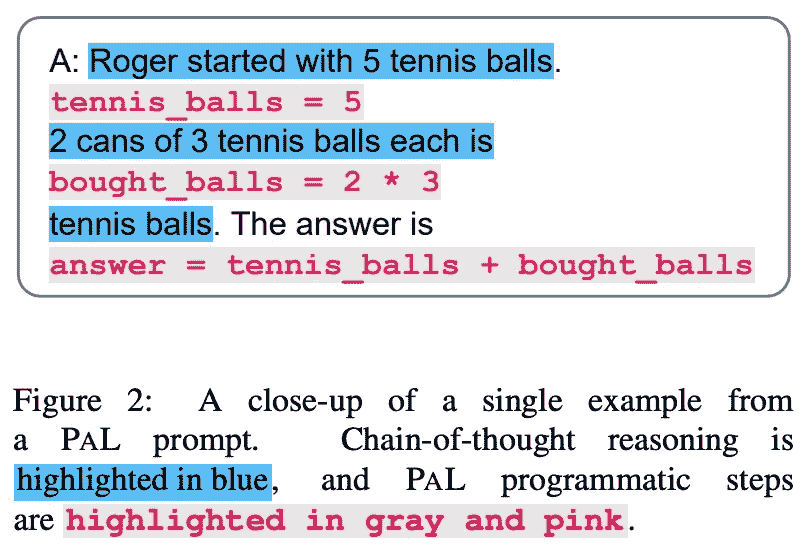 A: Roger started with 5 tennis balls.
tennis_balls = 5
2 cans of 3 tennis balls each is
bought_balls = 2 * 3
tennis balls. The answer is
answer = tennis_balls + bought_balls
Figure 2: A close-up of a single example from
a PAL prompt. Chain-of-thought reasoning is
highlighted in blue, and PAL programmatic steps
are highlighted in gray and pink.